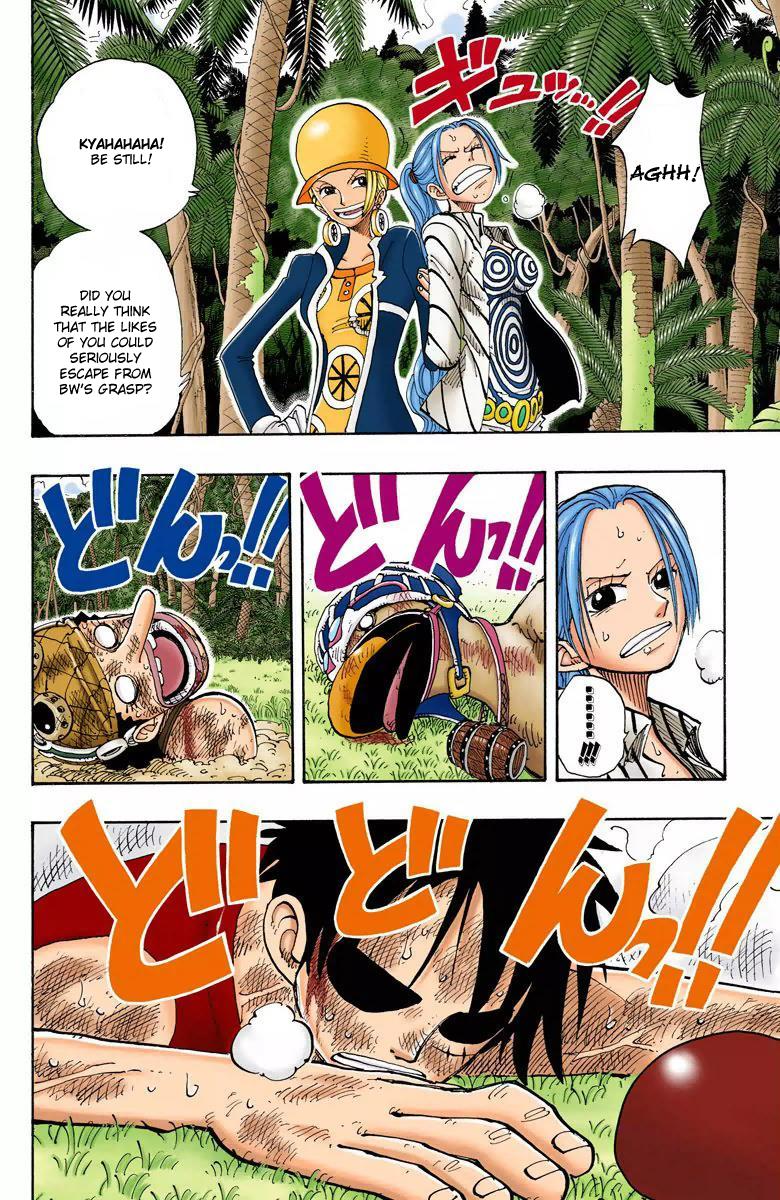 AGHH!
ギュッ...!!
KYAHAHAHA!
BE STILL!
DID YOU
REALLY THINK
THAT THE LIKES
OF YOU COULD
SERIOUSLY
ESCAPE FROM
BW'S GRASP?
........!!!
どんっ!!
どんっ!!
どどんっ!!